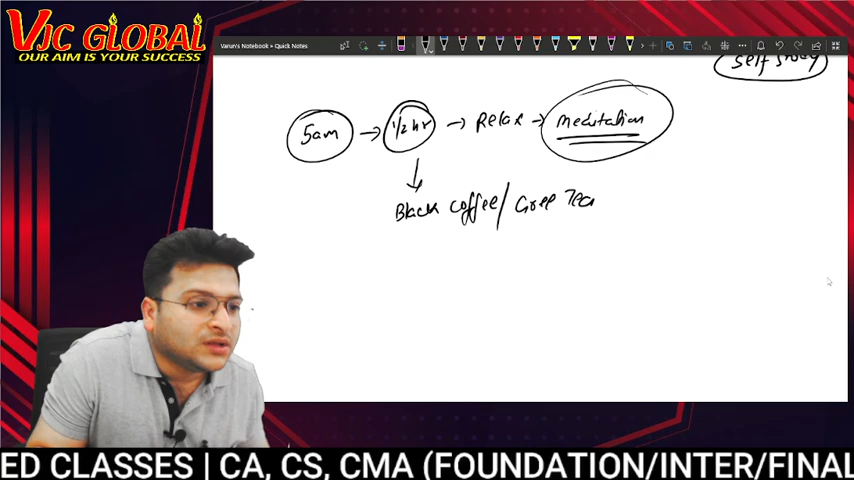 VJC GLOBAL
OUR AIM IS YOUR SUCCESS
Varun's Notebook > Quick Notes
Self Study
5am → 1/2 hr → Relax → meditation
Black coffee/ Gree Tea
ED CLASSES | CA, CS, CMA (FOUNDATION/INTER/FINAL